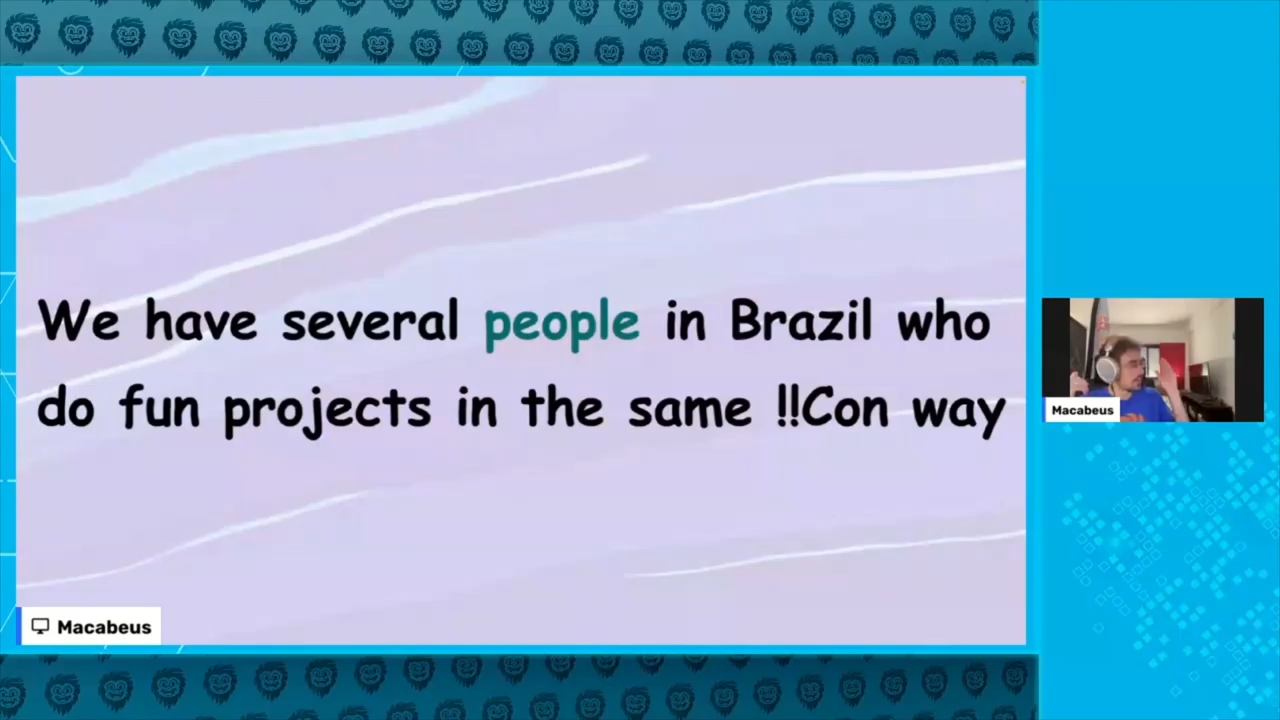 We have several people in Brazil who
do fun projects in the same !!Con way
Macabeus
Macabeus